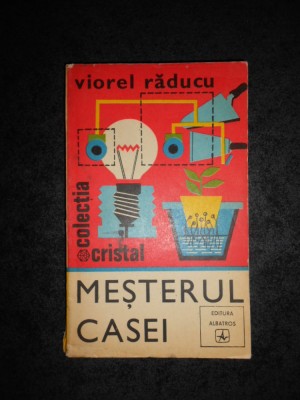 viorel răducu
colecția
cristal
MEȘTERUL
CASEI
EDITURA
ALBATROS